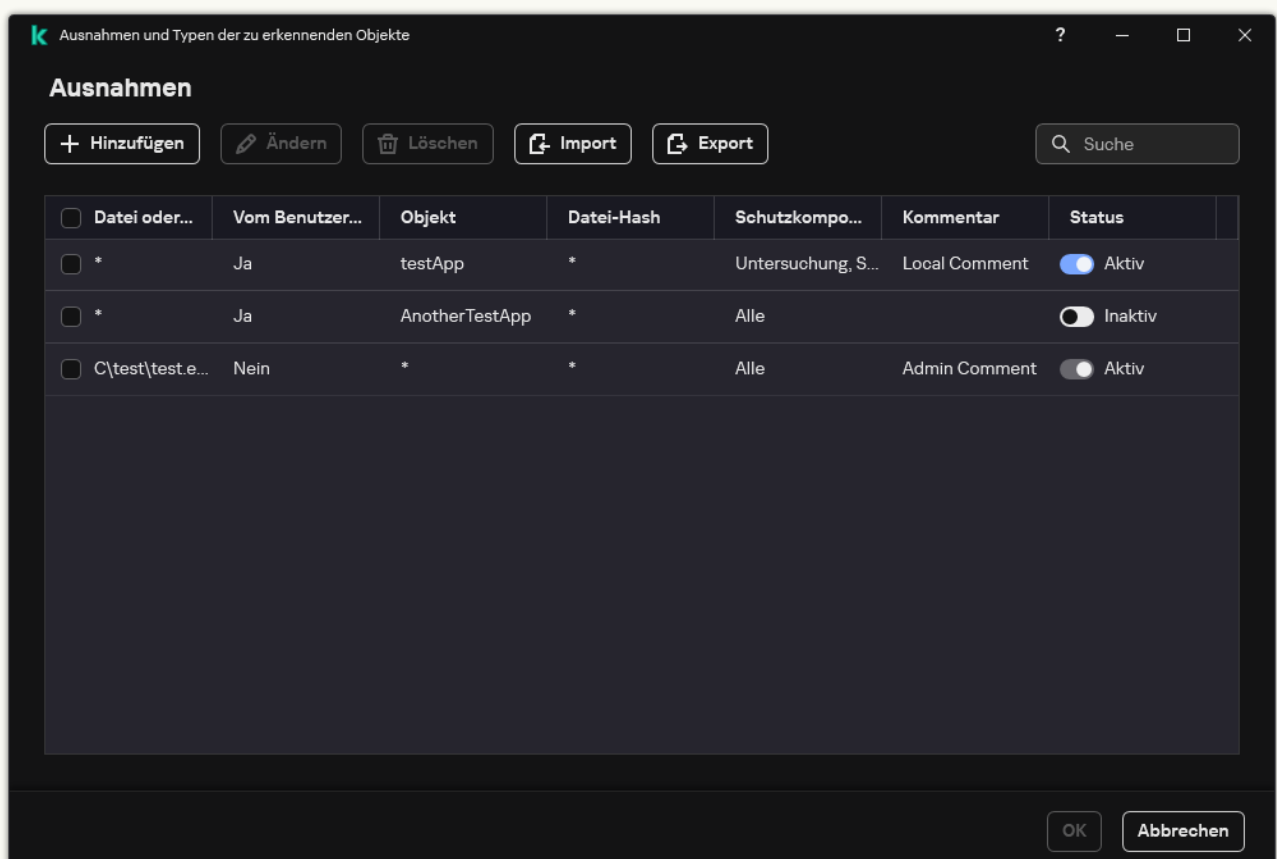 Ausnahmen und Typen der zu erkennenden Objekte
?
Ausnahmen
Hinzufügen Ändern Löschen Import Export Suche
Datei oder... Vom Benutzer... Objekt Datei-Hash Schutzkompo... Kommentar Status
* Ja testApp * Untersuchung, S... Local Comment Aktiv
* Ja AnotherTestApp * Alle Inaktiv
C\test\test.e... Nein * * Alle Admin Comment Aktiv
OK Abbrechen